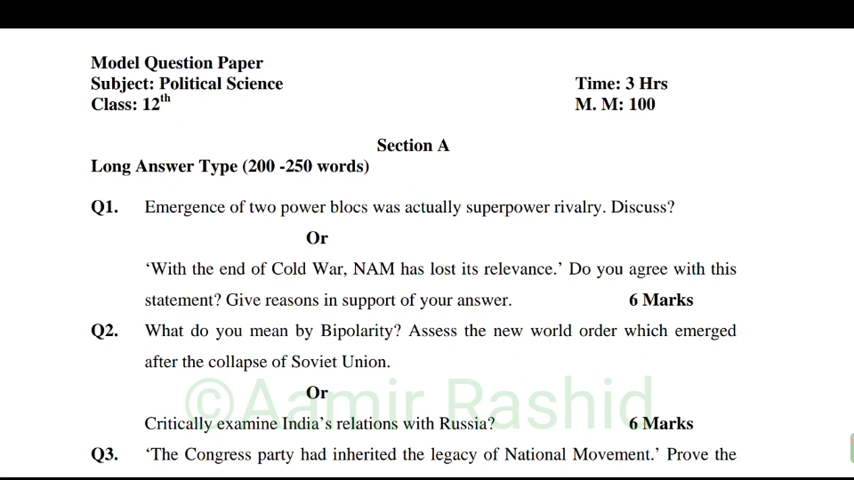 Model Question Paper
Subject: Political Science Time: 3 Hrs
Class: 12th M. M: 100
Section A
Long Answer Type (200 -250 words)
Q1. Emergence of two power blocs was actually superpower rivalry. Discuss?
Or
‘With the end of Cold War, NAM has lost its relevance.’ Do you agree with this
statement? Give reasons in support of your answer. 6 Marks
Q2. What do you mean by Bipolarity? Assess the new world order which emerged
after the collapse of Soviet Union.
Or
©Aamir Rashid
Critically examine India’s relations with Russia? 6 Marks
Q3. ‘The Congress party had inherited the legacy of National Movement.’ Prove the